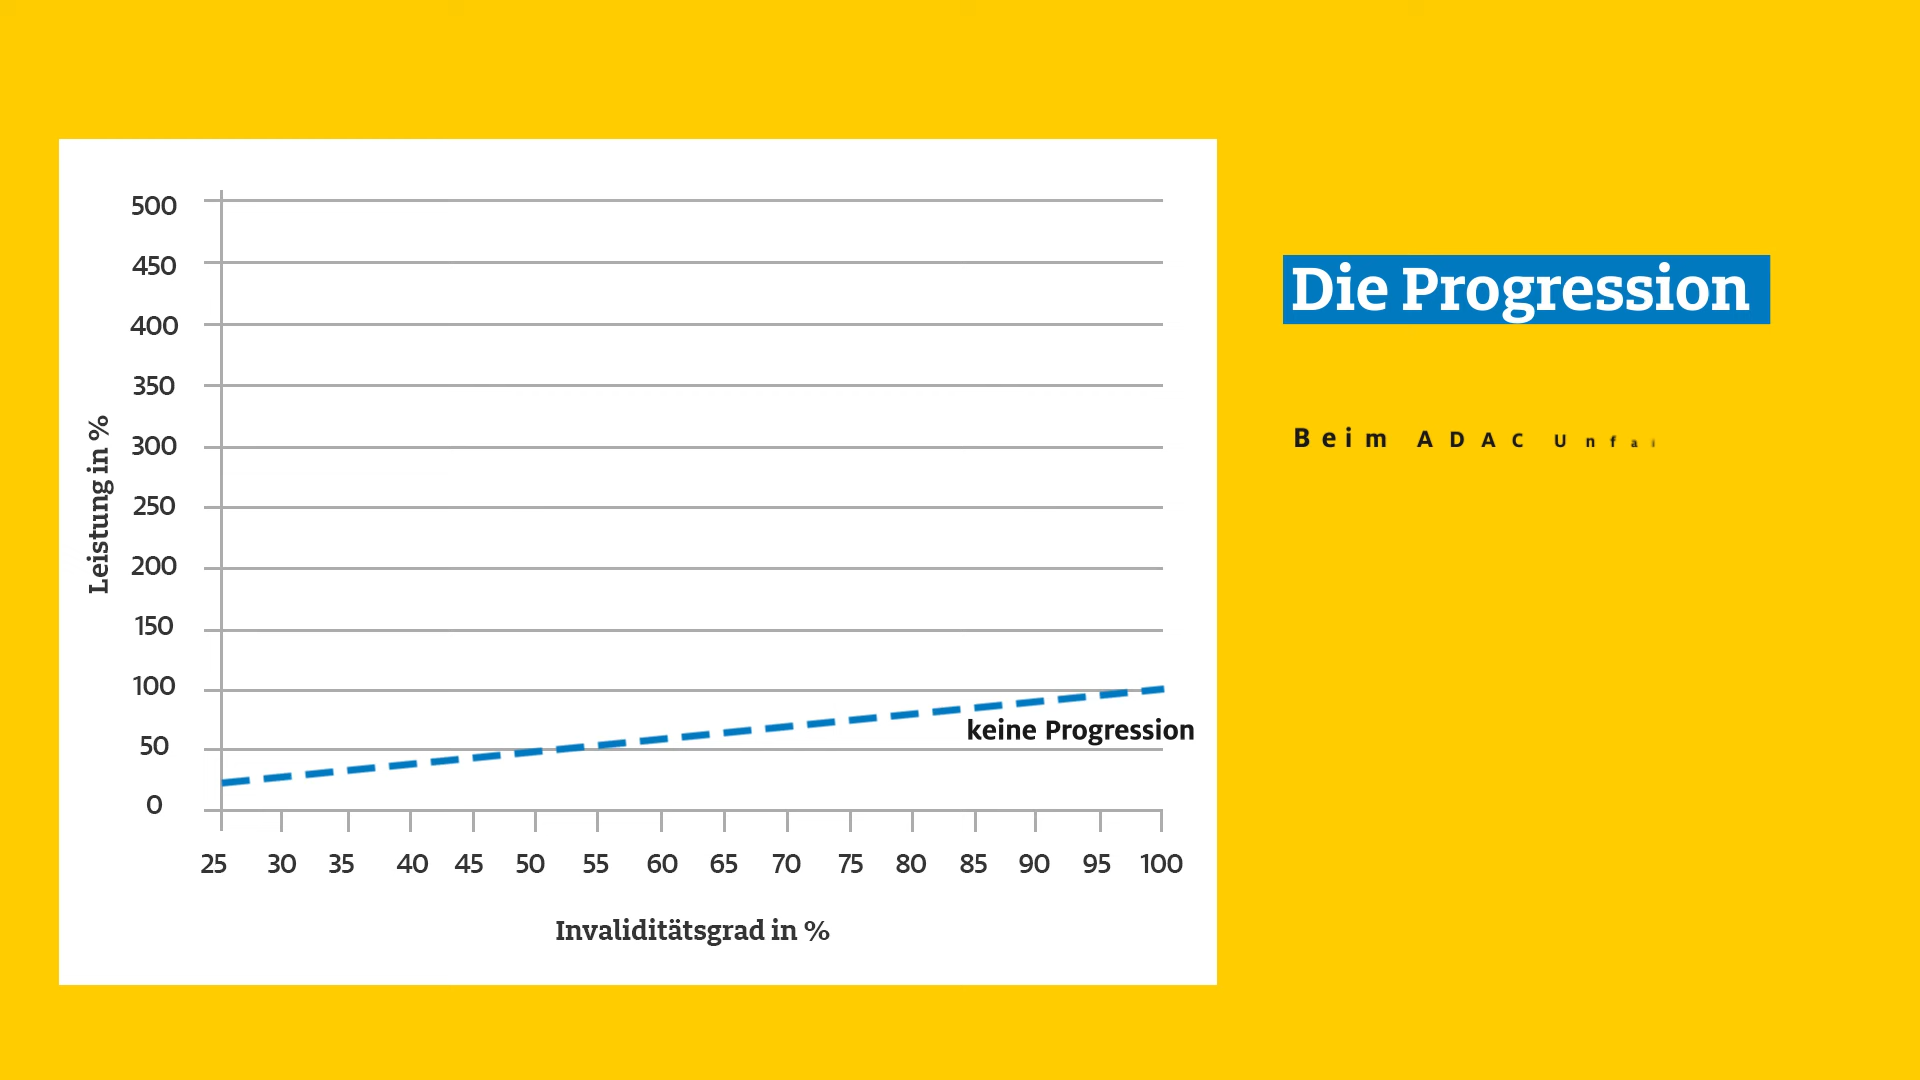 500
450
400
350
300
250
200
150
100
50
0
Leistung in %
keine Progression
25 30 35 40 45 50 55 60 65 70 75 80 85 90 95 100
Invaliditätsgrad in %
Die Progression
Beim ADAC Unfai